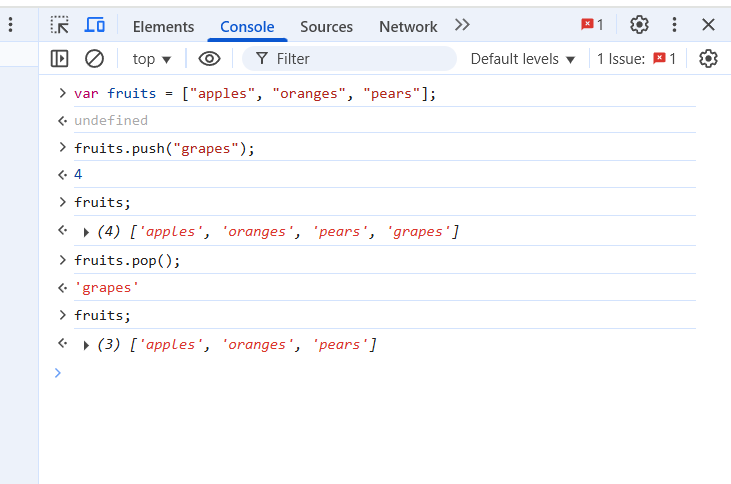 Elements Console Sources Network 1
top Filter Default levels 1 Issue: 1
var fruits = ["apples", "oranges", "pears"];
undefined
fruits.push("grapes");
4
fruits;
(4) ['apples', 'oranges', 'pears', 'grapes']
fruits.pop();
'grapes'
fruits;
(3) ['apples', 'oranges', 'pears']